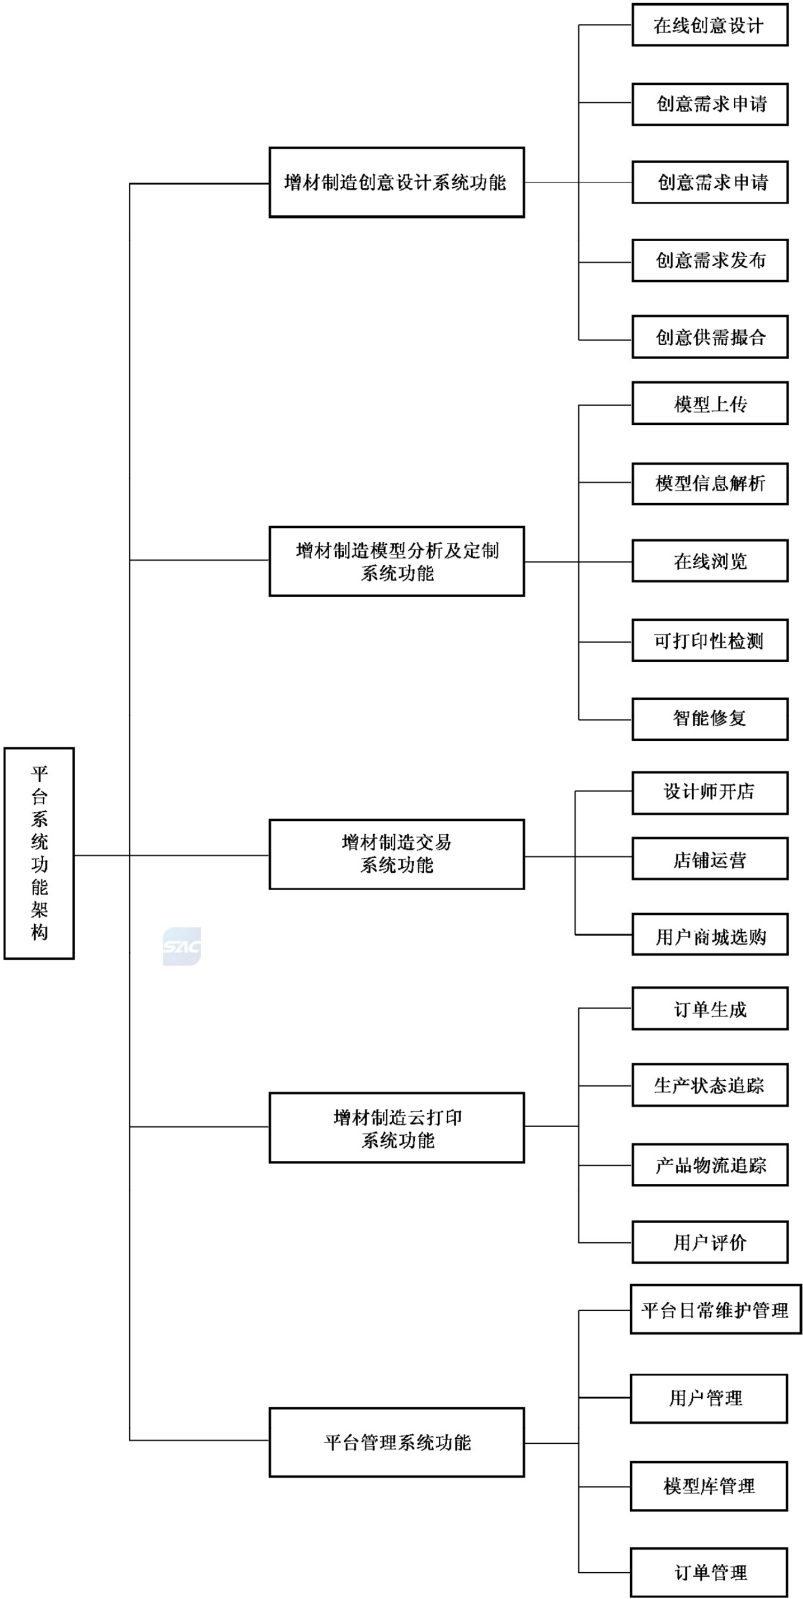 平台系统功能架构
增材制造创意设计系统功能
在线创意设计
创意需求申请
创意需求申请
创意需求发布
创意供需撮合
增材制造模型分析及定制
系统功能
模型上传
模型信息解析
在线浏览
可打印性检测
智能修复
增材制造交易
系统功能
设计师开店
店铺运营
用户商城选购
SAC
增材制造云打印
系统功能
订单生成
生产状态追踪
产品物流追踪
用户评价
平台管理系统功能
平台日常维护管理
用户管理
模型库管理
订单管理